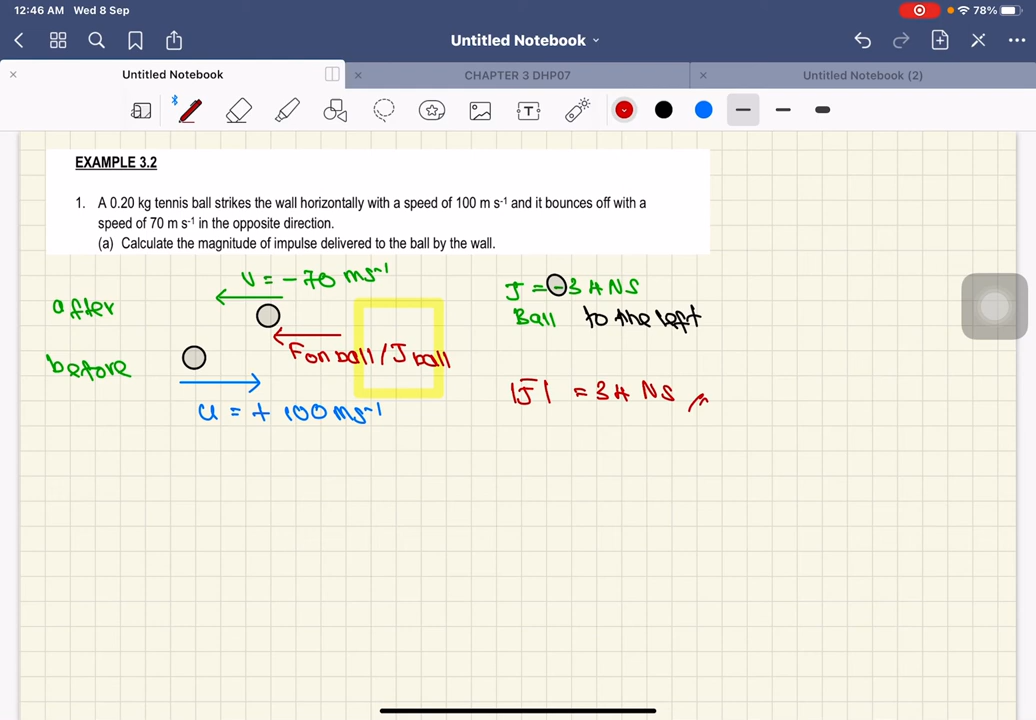 12:46 AM Wed 8 Sep
78%
Untitled Notebook
Untitled Notebook
CHAPTER 3 DHP07
Untitled Notebook (2)
EXAMPLE 3.2
1. A 0.20 kg tennis ball strikes the wall horizontally with a speed of 100 m s⁻¹ and it bounces off with a
speed of 70 m s⁻¹ in the opposite direction.
(a) Calculate the magnitude of impulse delivered to the ball by the wall.
v = -70 ms⁻¹
after
F on ball / J ball
before
u = + 100 ms⁻¹
J = -34 NS
Ball to the left
|J̄| = 34 NS